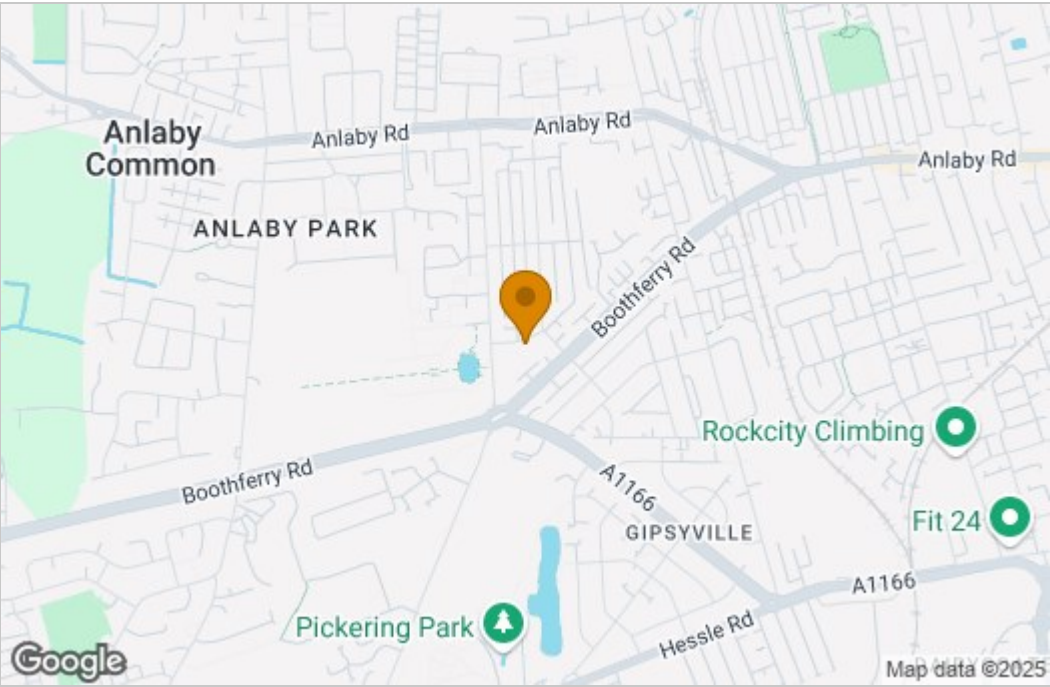 Anlaby Rd
Anlaby Rd
Anlaby
Common
Anlaby Rd
ANLABY PARK
Boothferry Rd
Rockcity Climbing
Boothferry Rd
A1166
Fit 24
GIPSYVILLE
A1166
Pickering Park
Hessle Rd
Google
Map data ©2025